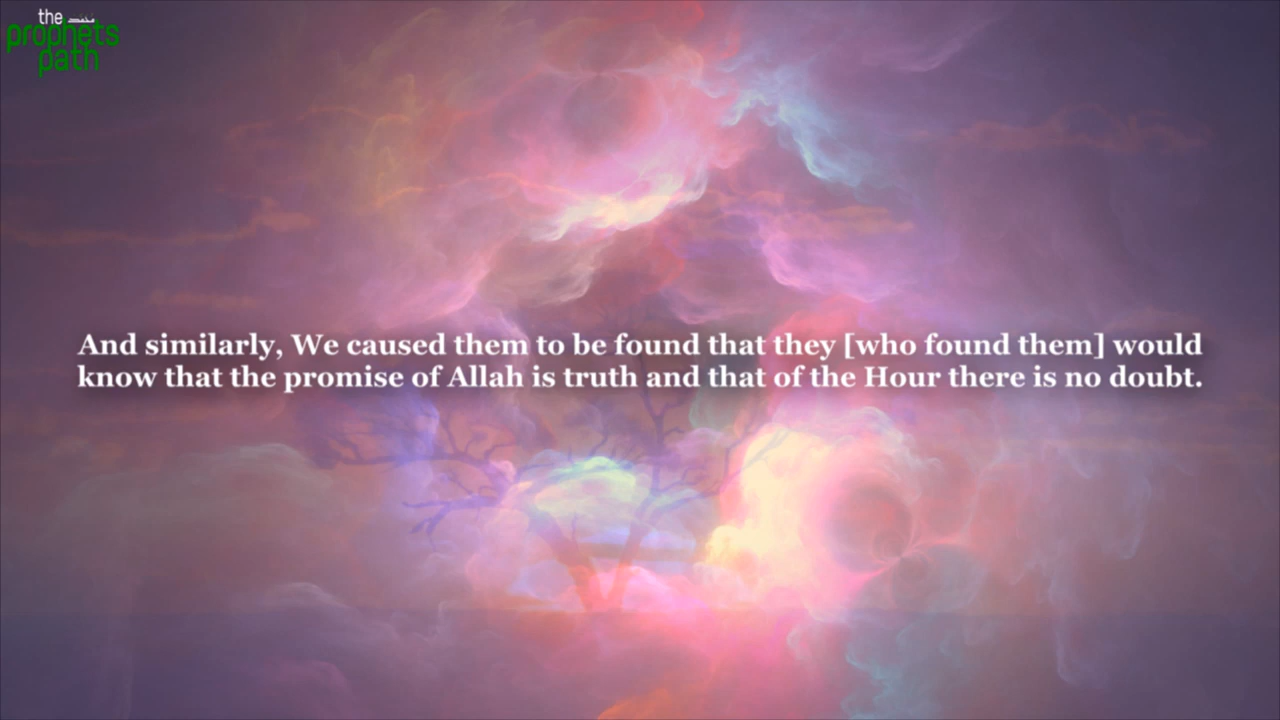 the محمد
prophets
path
And similarly, We caused them to be found that they [who found them] would
know that the promise of Allah is truth and that of the Hour there is no doubt.